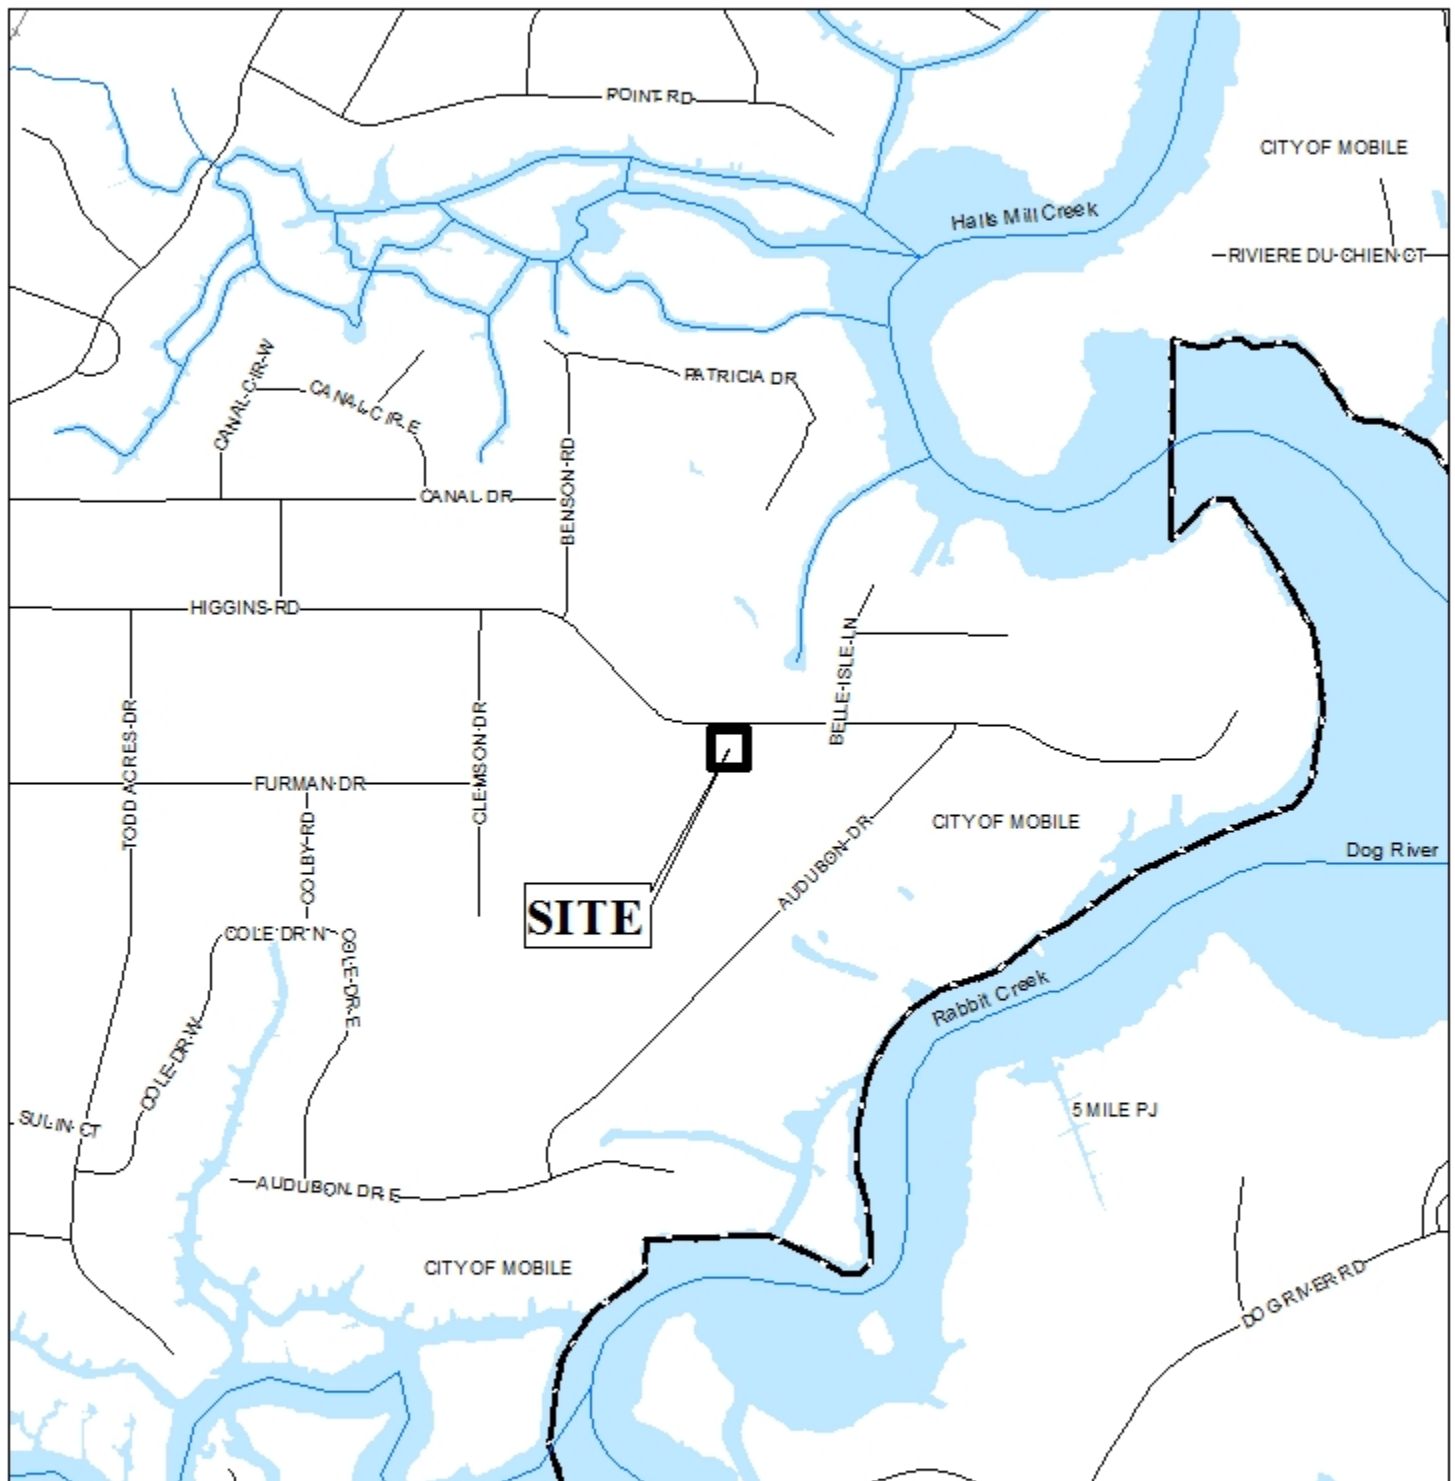 POINT RD
CITY OF MOBILE
Halls Mill Creek
RIVIERE DU CHIEN CT
CANAL CIR W
CANAL CIR E
PATRICIA DR
CANAL DR
BENSON RD
HIGGINS RD
BELLE ISLE LN
TODD ACRES DR
CLEMSON DR
FURMAN DR
COLBY RD
AUDUBON DR
CITY OF MOBILE
Dog River
SITE
COLE DR N
COLE DR E
COLE DR W
Rabbit Creek
SULIN CT
5 MILE PJ
AUDUBON DR E
CITY OF MOBILE
DOG RIVER RD